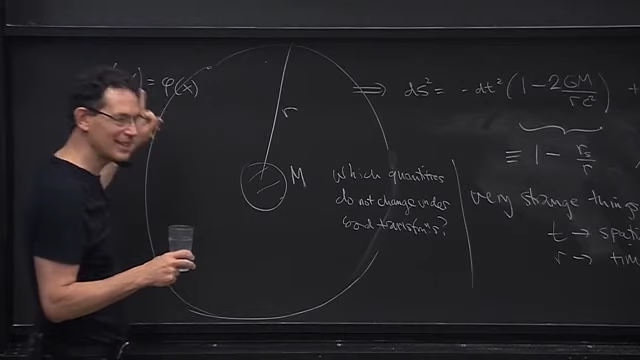 = φ(x)
r
M
⟹ ds² = -dt² (1 - 2GM/rc²) +
≡ 1 - rs/r
which quantities
do not change under
coord transfm's?
very strange things
t → spati
r → tim